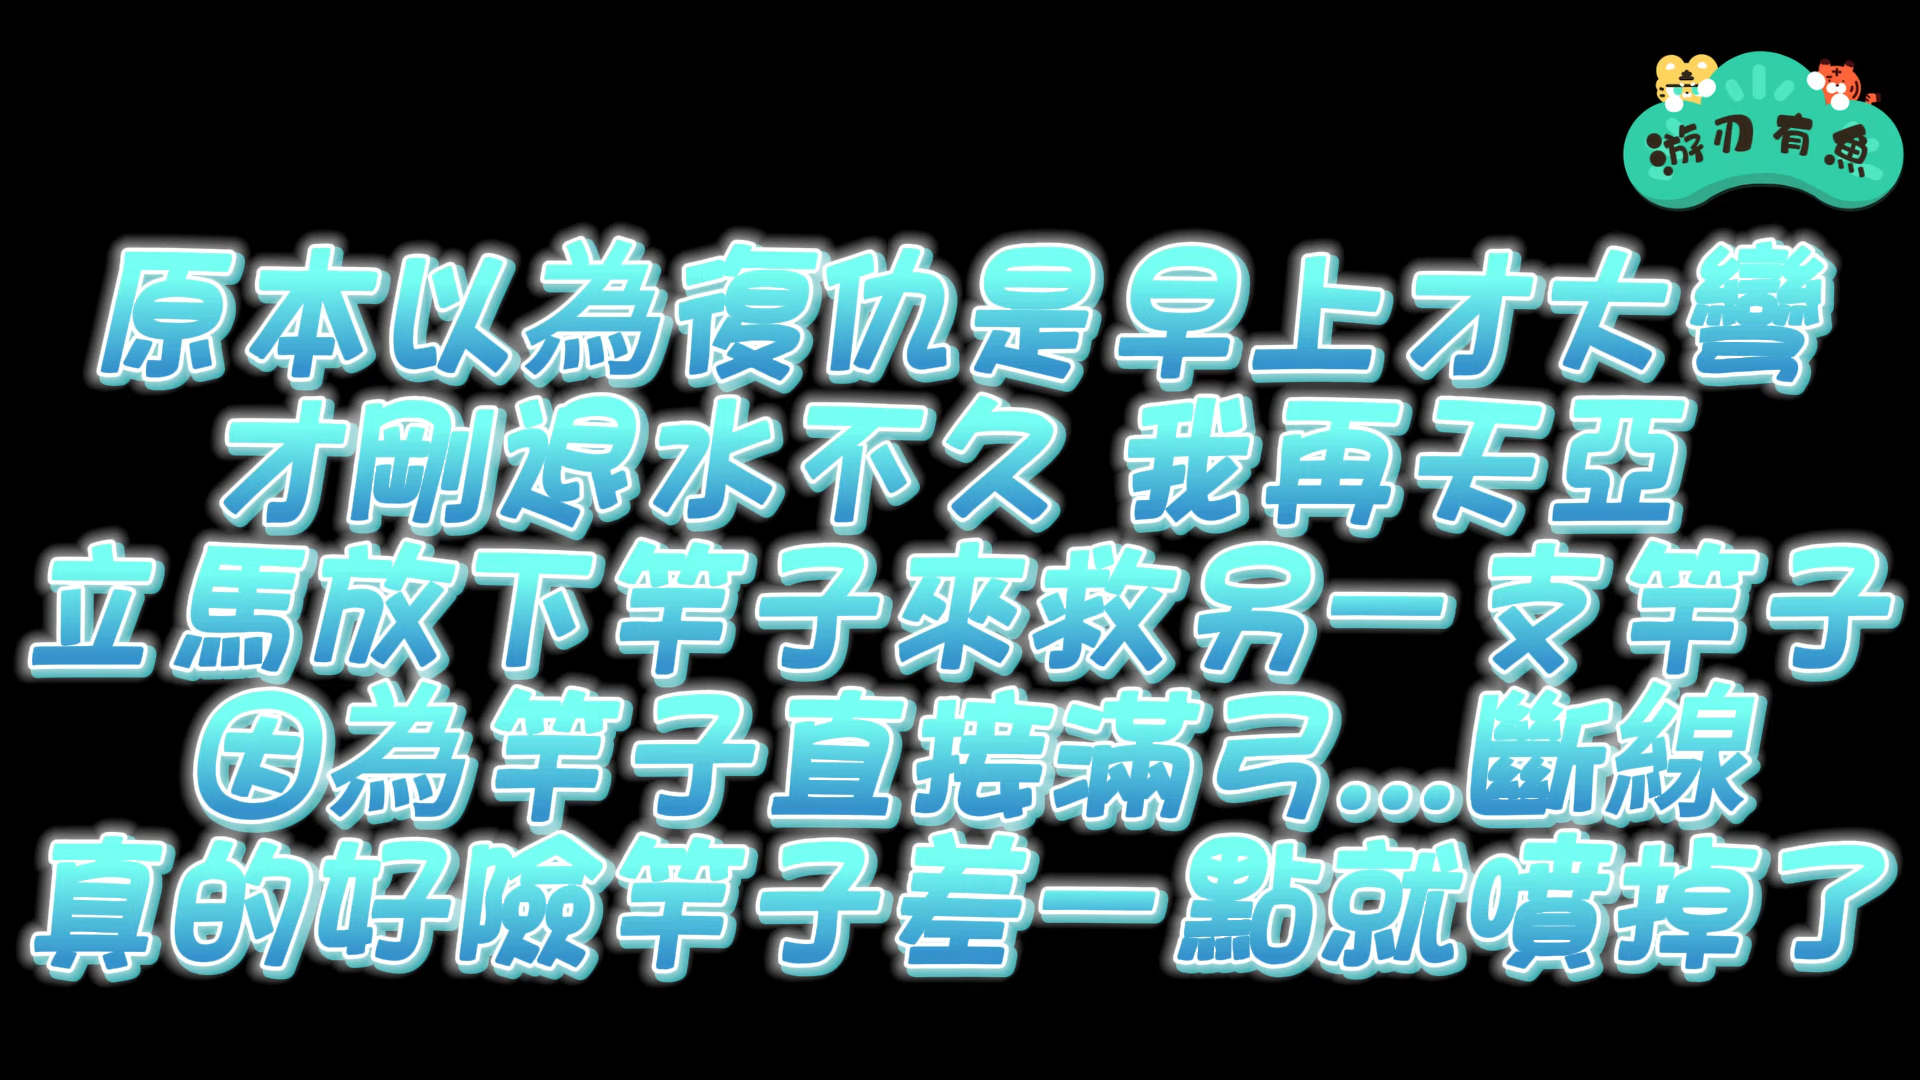 游刃有魚
原本以為復仇是早上才大彎
才剛退水不久 我再天亞
立馬放下竿子來救另一支竿子
因為竿子直接滿弓...斷線
真的好險竿子差一點就噴掉了